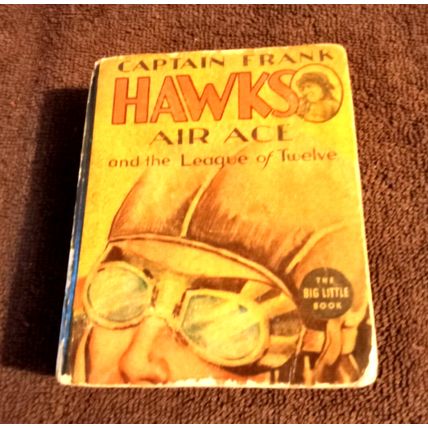 CAPTAIN FRANK
HAWKS
AIR ACE
and the League of Twelve
THE
BIG LITTLE
BOOK